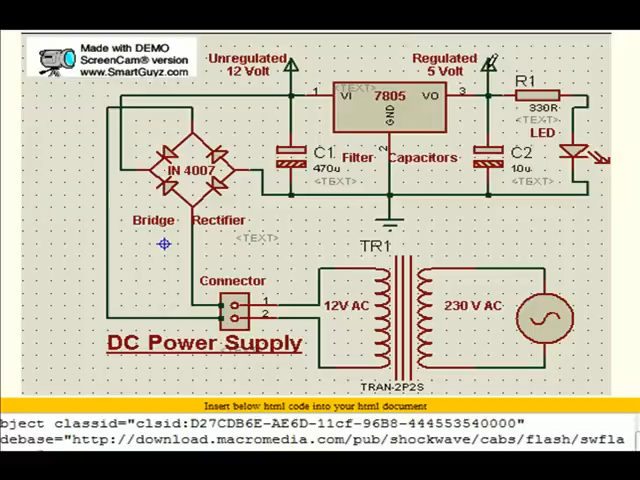 Made with DEMO
ScreenCam® version
www.SmartGuyz.com
Unregulated
12 Volt
Regulated
5 Volt
R1
330R
<TEXT>
LED
1
<TEXT>
VI
7805
VO
GND
3
2
IN 4007
C1
470u
<TEXT>
Filter
Capacitors
C2
10u
<TEXT>
Bridge
Rectifier
<TEXT>
TR1
Connector
1
2
12V AC
230 V AC
DC Power Supply
TRAN-2P2S
Insert below html code into your html document
bject classid="clsid:D27CDB6E-AE6D-11cf-96B8-444553540000"
debase="http://download.macromedia.com/pub/shockwave/cabs/flash/swfla